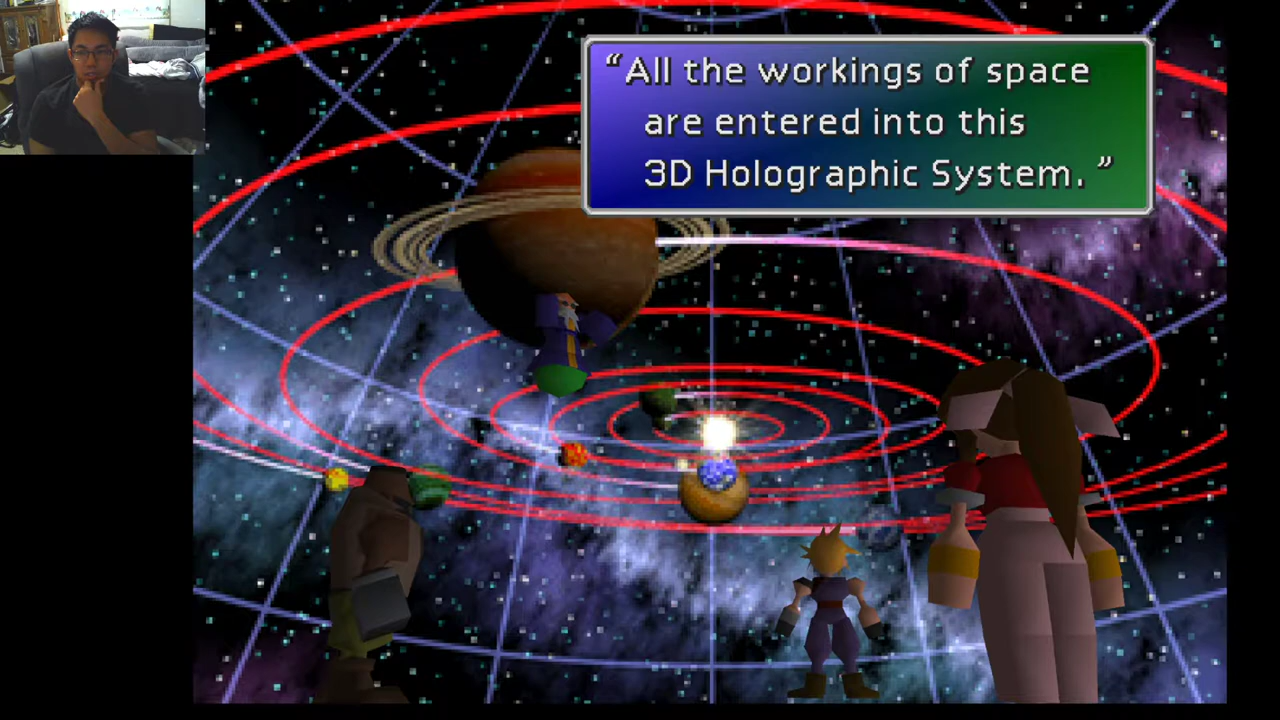 “All the workings of space
are entered into this
3D Holographic System.”